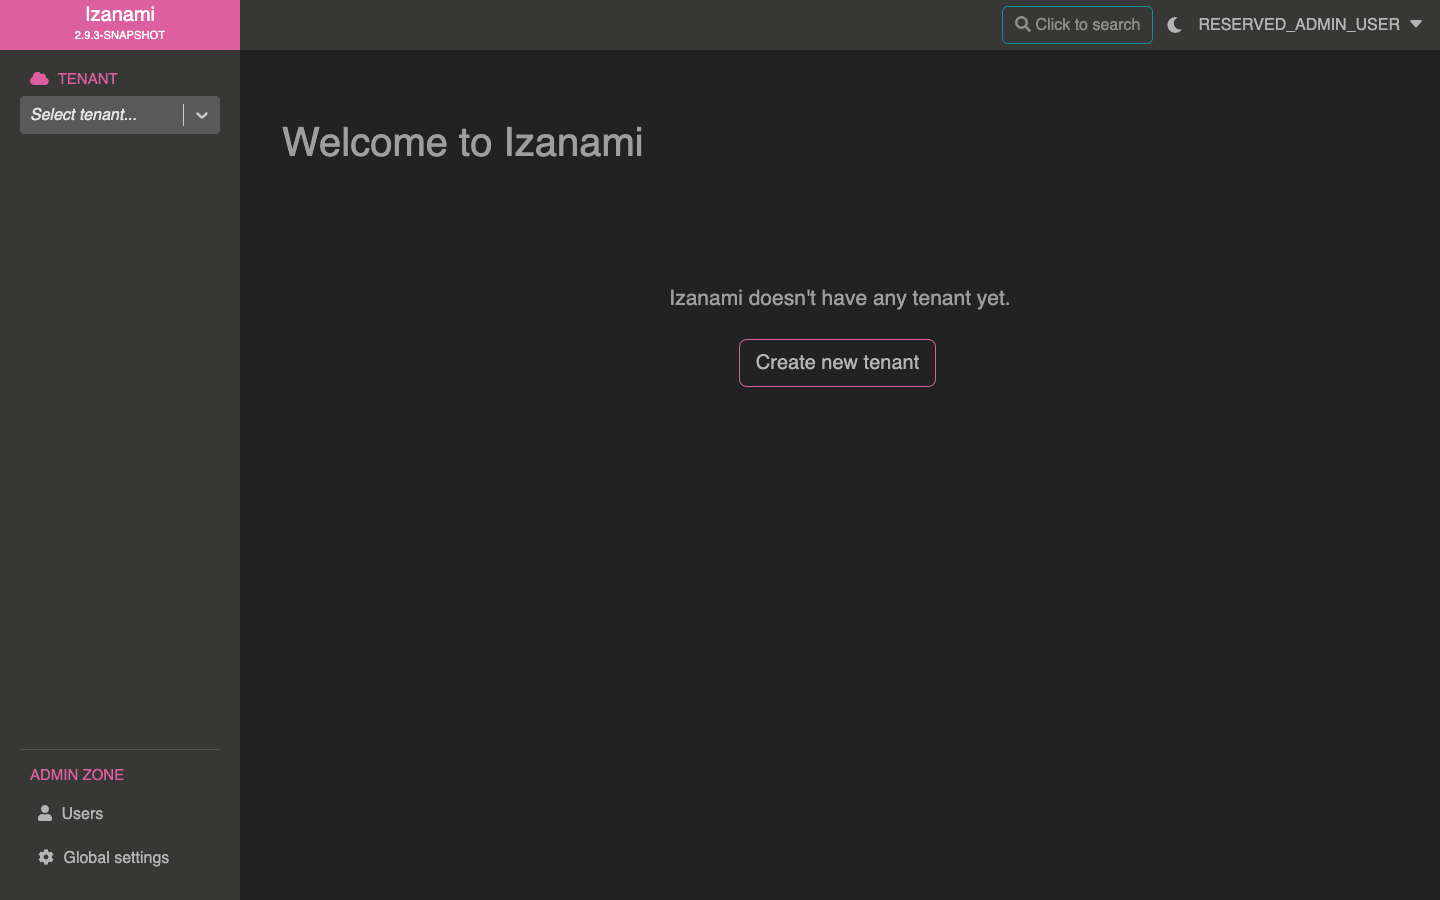 Izanami
2.9.3-SNAPSHOT
Click to search
RESERVED_ADMIN_USER
TENANT
Select tenant...
Welcome to Izanami
Izanami doesn't have any tenant yet.
Create new tenant
ADMIN ZONE
Users
Global settings